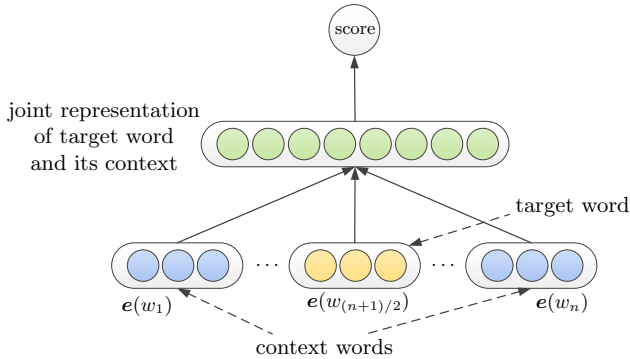 score
joint representation
of target word
and its context
target word
··· ···
e(w₁) e(w₍ₙ₊₁₎/₂) e(wₙ)
context words